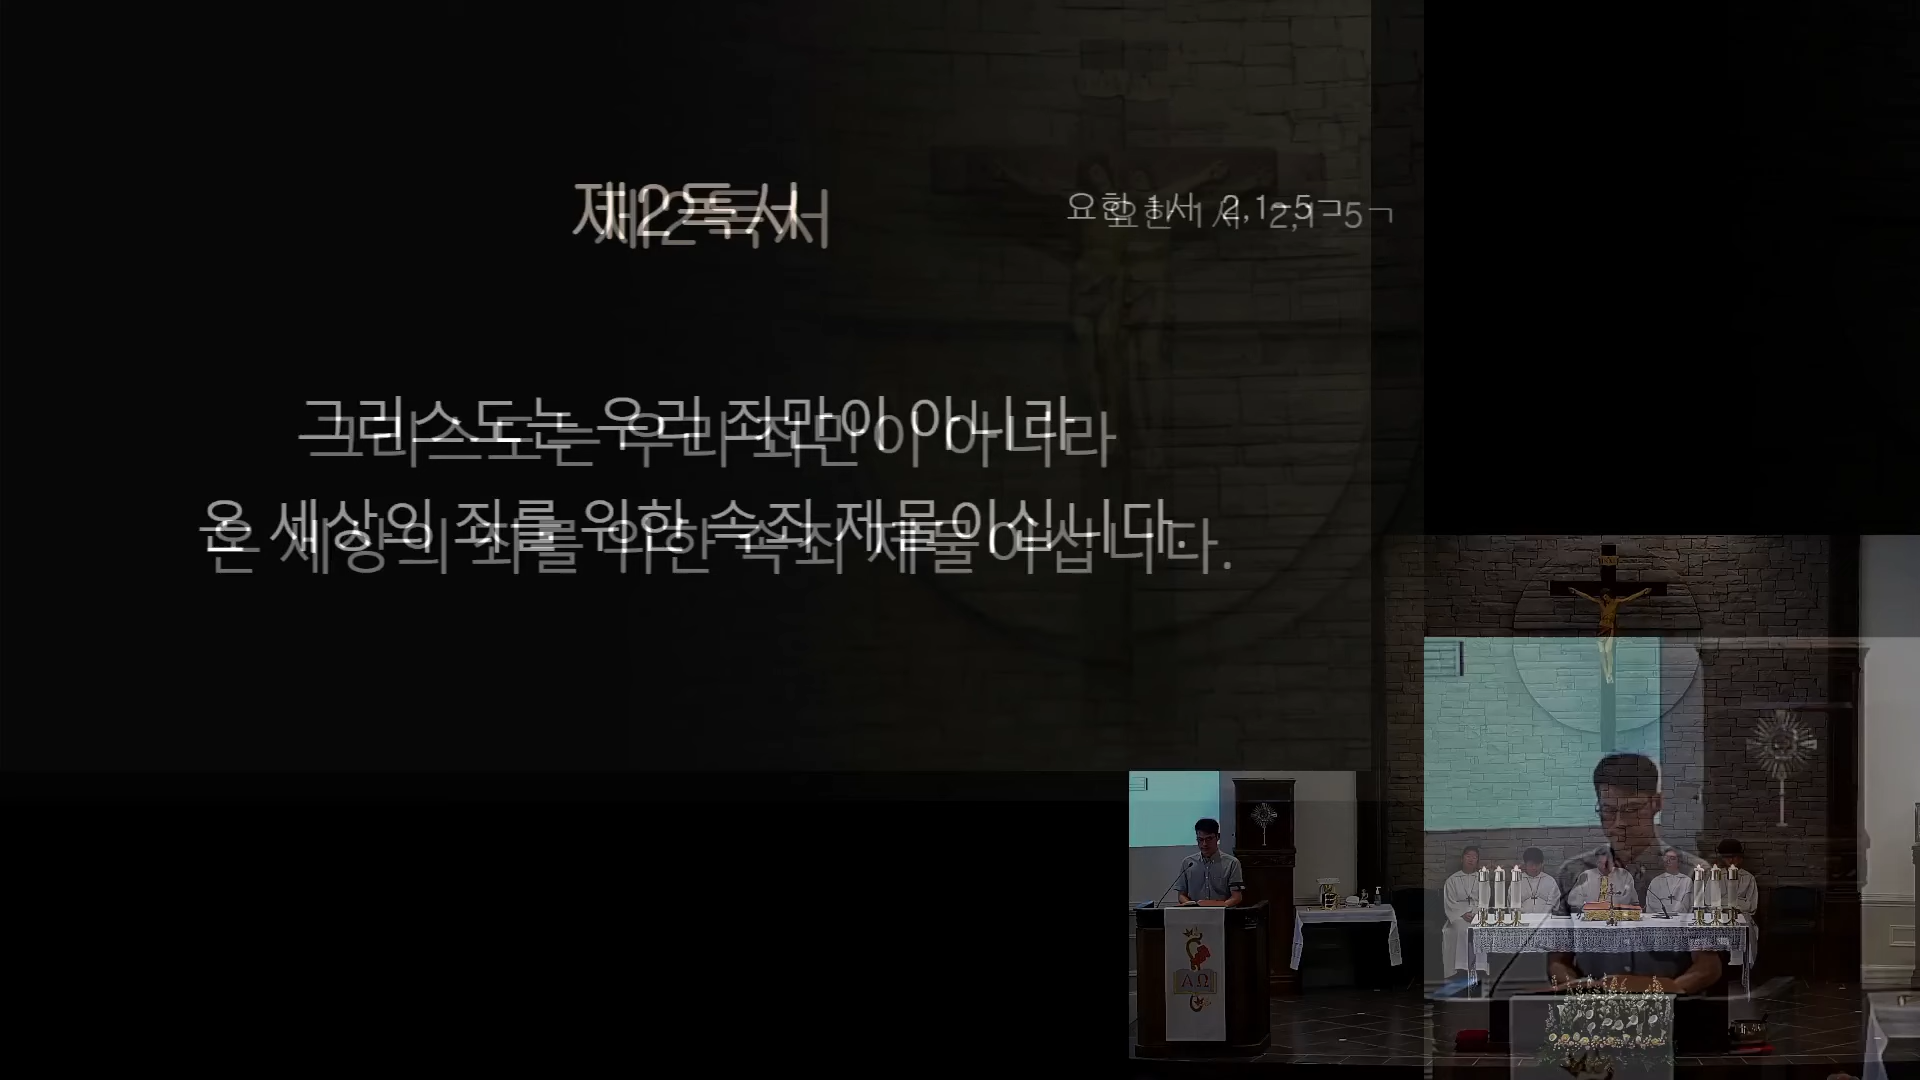 제2독서
요한 1서 2,1-5ㄱ
크리스도는 우리 죄만이 아니라
온 세상의 죄를 위한 속죄 제물이십니다.
ΑΩ